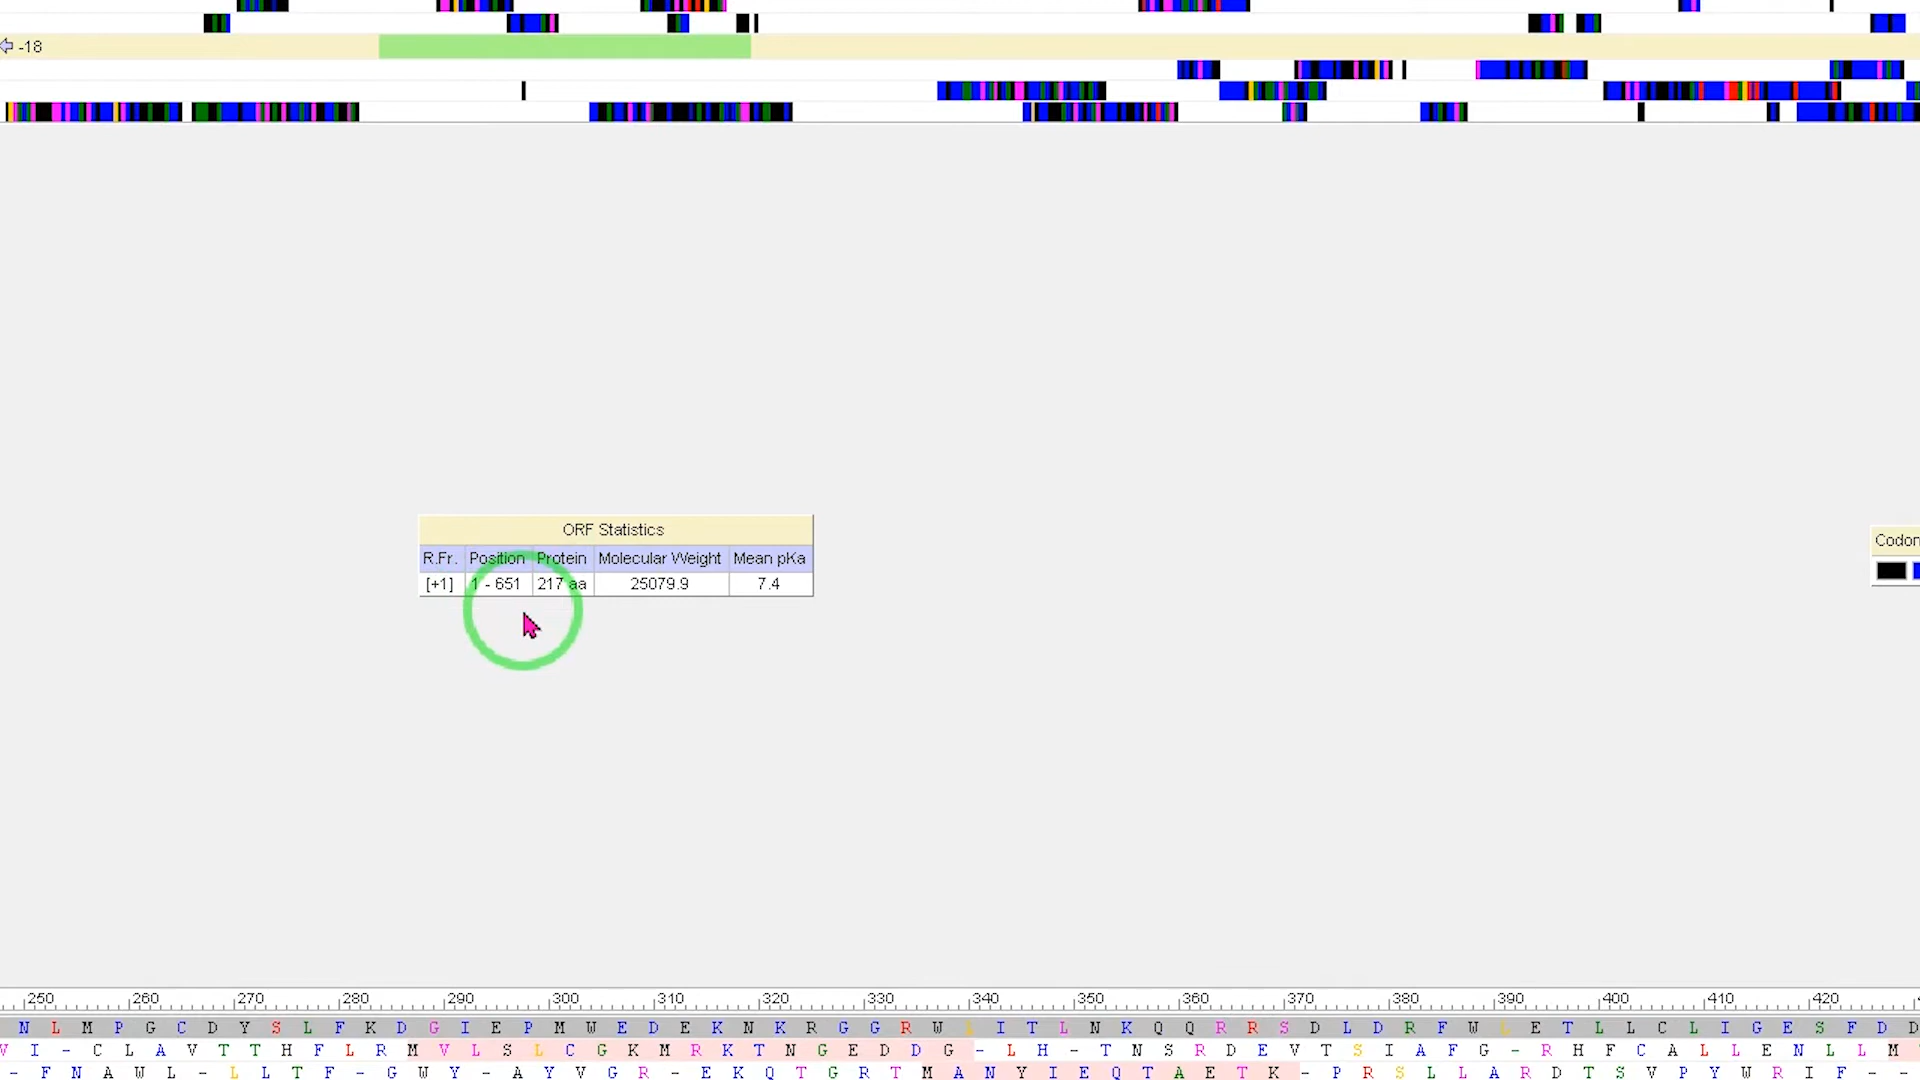 -18
ORF Statistics
R.Fr. Position Protein Molecular Weight Mean pKa
[+1] 1 - 651 217 aa 25079.9 7.4
Codon
250 260 270 280 290 300 310 320 330 340 350 360 370 380 390 400 410 420
N L M P G C D Y S L F K D G I E P M W E D E K N K R G G R W L I T L N K Q Q R R S D L D R F W L E T L L C L I G E S F D D
V I - C L A V T T H F L R M V L S L C G K M R K T N G E D D G - L H - T N S R D E V T S I A F G - R H F C A L L E N L L M
- F N A W L - L L T F - G W Y - A Y V G R - E K Q T G R T M A N Y I E Q T A E T K - P R S L L A R D T S V P Y W R I F - -